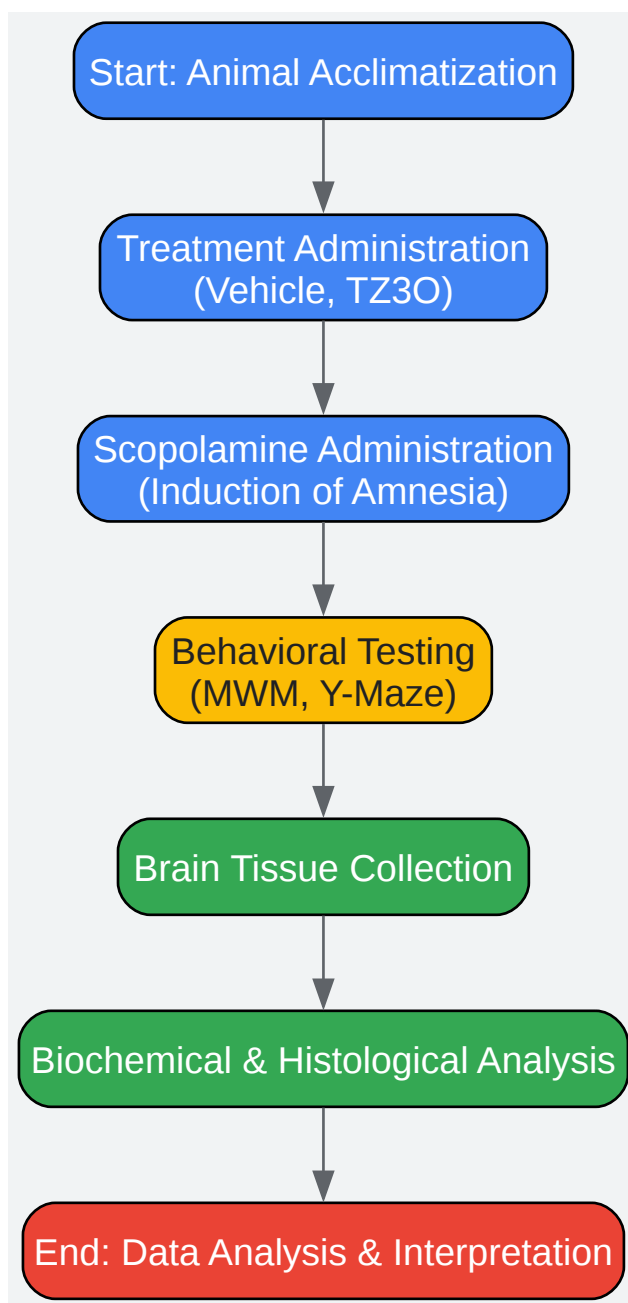 Start: Animal Acclimatization
Treatment Administration
(Vehicle, TZ3O)
Scopolamine Administration
(Induction of Amnesia)
Behavioral Testing
(MWM, Y-Maze)
Brain Tissue Collection
Biochemical & Histological Analysis
End: Data Analysis & Interpretation